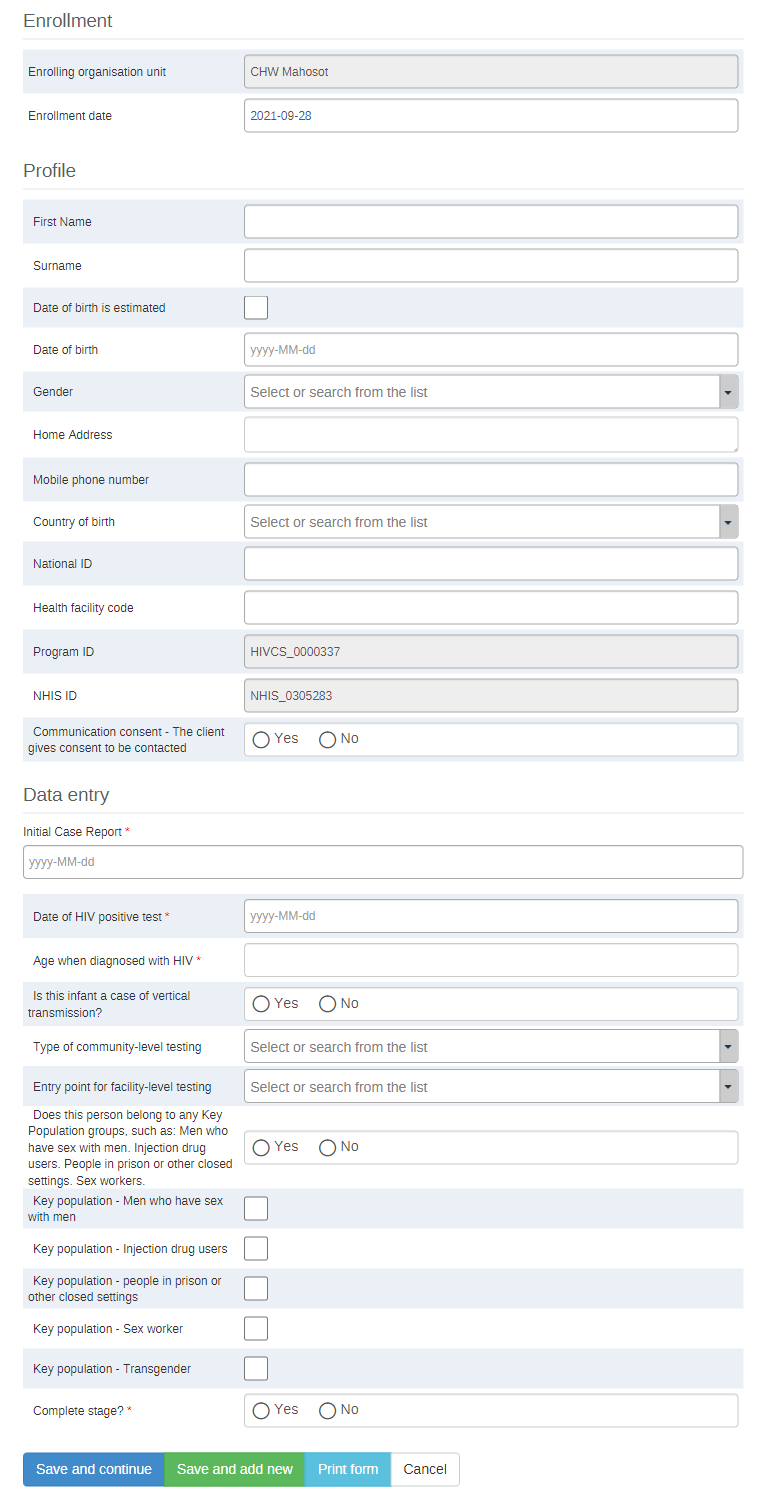 Enrollment
Enrolling organisation unit
CHW Mahosot
Enrollment date
2021-09-28
Profile
First Name
Surname
Date of birth is estimated
Date of birth
yyyy-MM-dd
Gender
Select or search from the list
Home Address
Mobile phone number
Country of birth
Select or search from the list
National ID
Health facility code
Program ID
HIVCS_0000337
NHIS ID
NHIS_0305283
Communication consent - The client
gives consent to be contacted
Yes
No
Data entry
Initial Case Report *
yyyy-MM-dd
Date of HIV positive test *
yyyy-MM-dd
Age when diagnosed with HIV *
Is this infant a case of vertical
transmission?
Yes
No
Type of community-level testing
Select or search from the list
Entry point for facility-level testing
Select or search from the list
Does this person belong to any Key
Population groups, such as: Men who
have sex with men. Injection drug
users. People in prison or other closed
settings. Sex workers.
Yes
No
Key population - Men who have sex
with men
Key population - Injection drug users
Key population - people in prison or
other closed settings
Key population - Sex worker
Key population - Transgender
Complete stage? *
Yes
No
Save and continue
Save and add new
Print form
Cancel